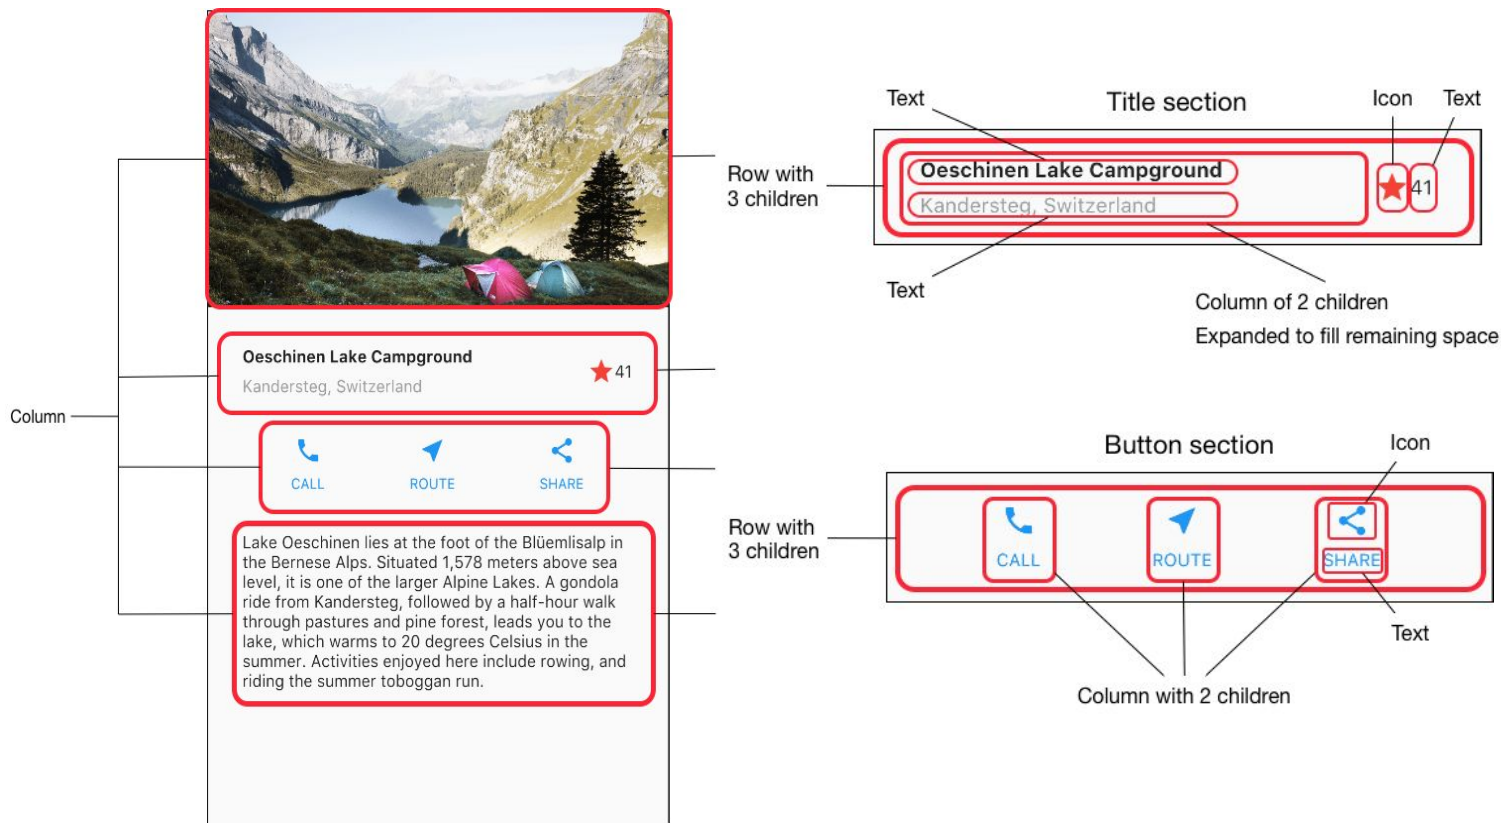 Column
Oeschinen Lake Campground
Kandersteg, Switzerland
41
CALL
ROUTE
SHARE
Lake Oeschinen lies at the foot of the Blüemlisalp in
the Bernese Alps. Situated 1,578 meters above sea
level, it is one of the larger Alpine Lakes. A gondola
ride from Kandersteg, followed by a half-hour walk
through pastures and pine forest, leads you to the
lake, which warms to 20 degrees Celsius in the
summer. Activities enjoyed here include rowing, and
riding the summer toboggan run.
Text
Title section
Icon
Text
Row with
3 children
Oeschinen Lake Campground
Kandersteg, Switzerland
41
Text
Column of 2 children
Expanded to fill remaining space
Button section
Icon
Row with
3 children
CALL
ROUTE
SHARE
Text
Column with 2 children